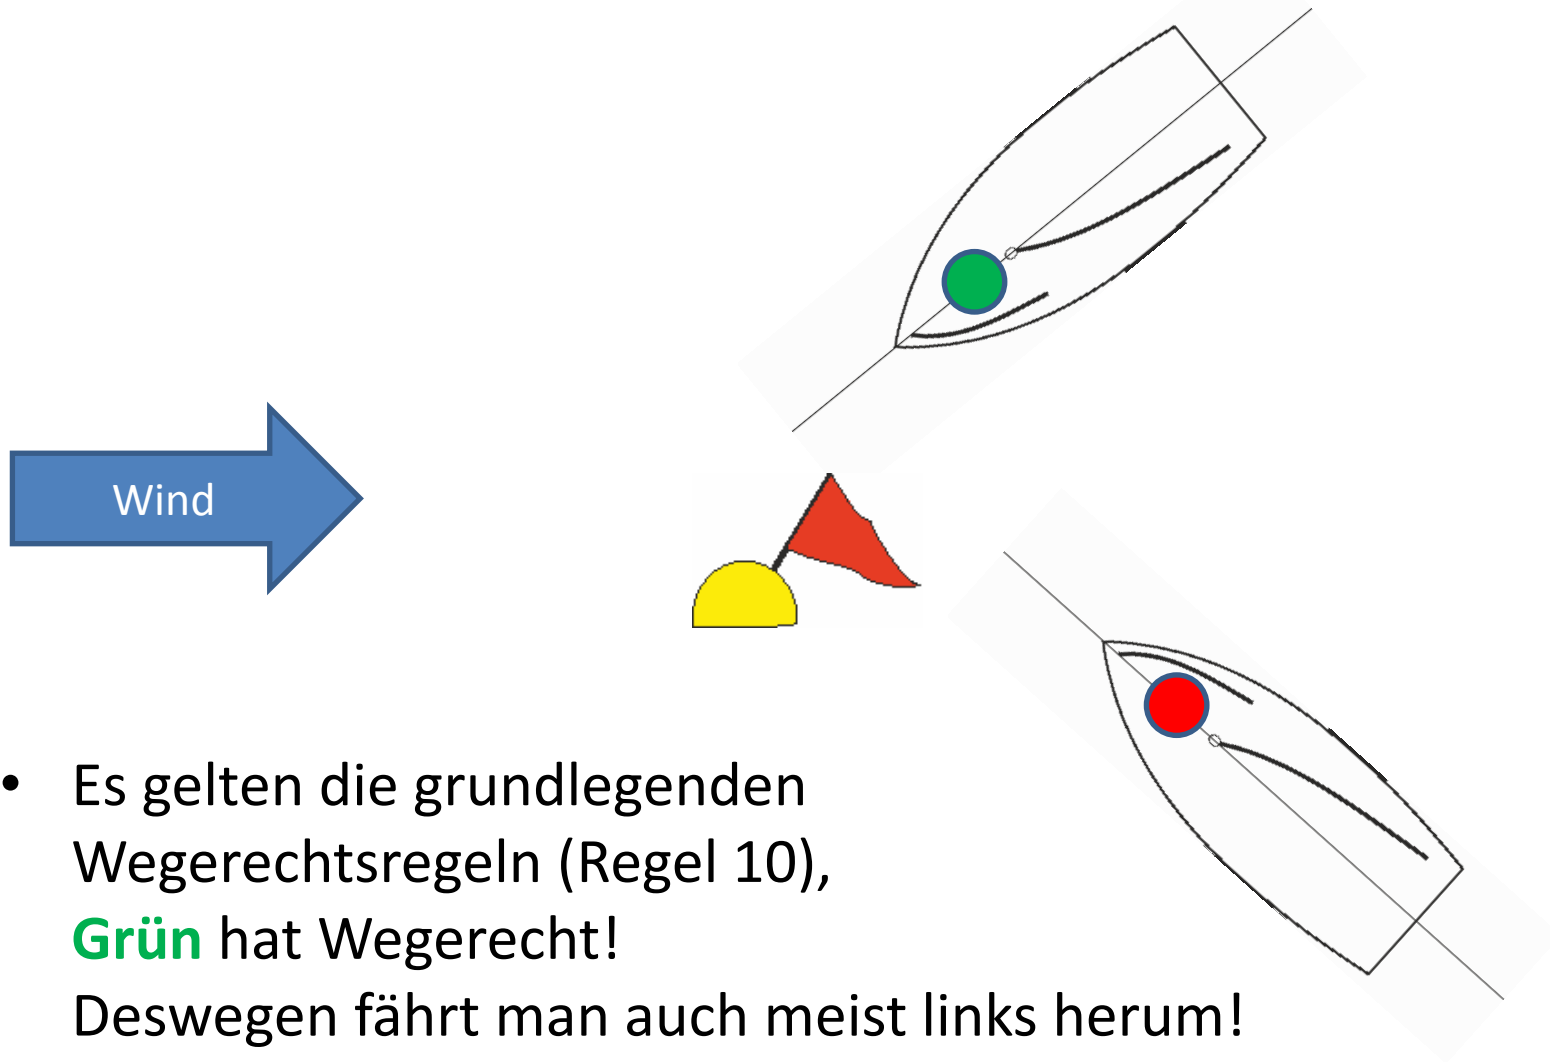 Wind
• Es gelten die grundlegenden
Wegerechtsregeln (Regel 10),
Grün hat Wegerecht!
Deswegen fährt man auch meist links herum!